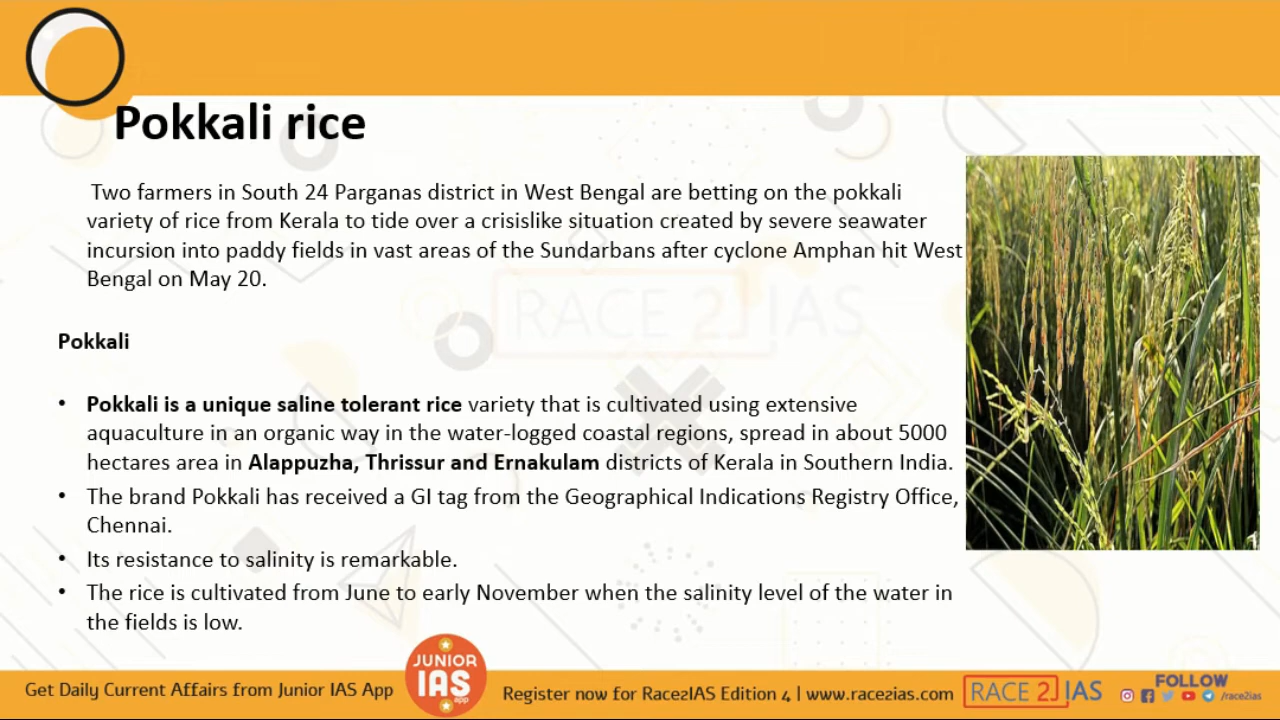 Pokkali rice
Two farmers in South 24 Parganas district in West Bengal are betting on the pokkali
variety of rice from Kerala to tide over a crisislike situation created by severe seawater
incursion into paddy fields in vast areas of the Sundarbans after cyclone Amphan hit West
Bengal on May 20.
Pokkali
• Pokkali is a unique saline tolerant rice variety that is cultivated using extensive
aquaculture in an organic way in the water-logged coastal regions, spread in about 5000
hectares area in Alappuzha, Thrissur and Ernakulam districts of Kerala in Southern India.
• The brand Pokkali has received a GI tag from the Geographical Indications Registry Office,
Chennai.
• Its resistance to salinity is remarkable.
• The rice is cultivated from June to early November when the salinity level of the water in
the fields is low.
RACE 2 IAS
Get Daily Current Affairs from Junior IAS App
JUNIOR
IAS
app
Register now for Race2IAS Edition 4 | www.race2ias.com
RACE 2 IAS
FOLLOW
/race2ias